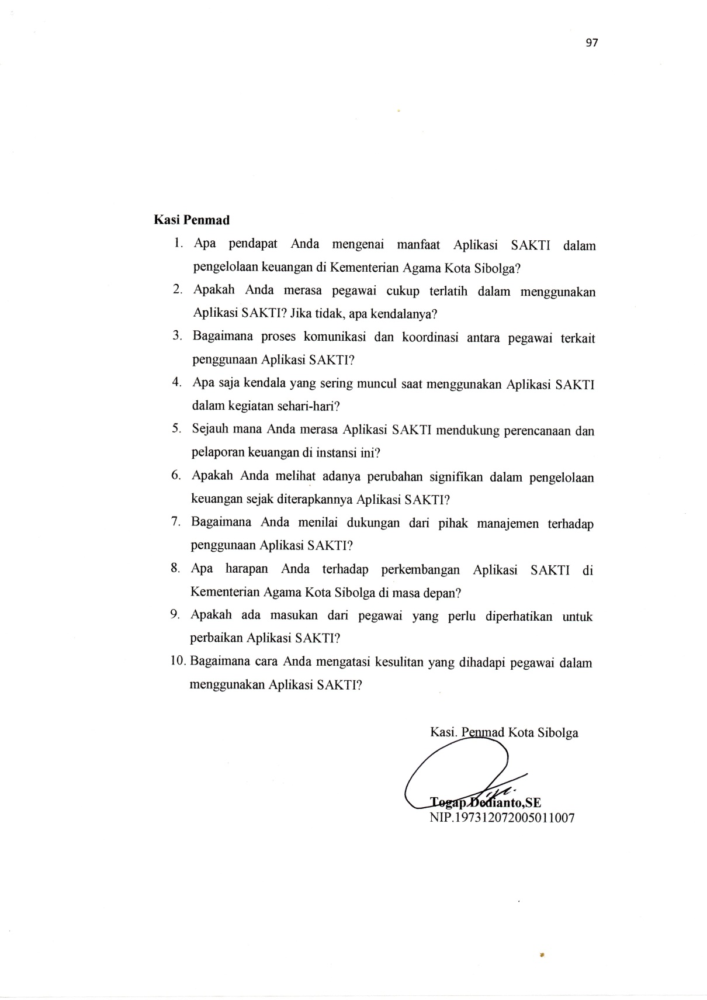 97
Kasi Penmad
1. Apa pendapat Anda mengenai manfaat Aplikasi SAKTI dalam
pengelolaan keuangan di Kementerian Agama Kota Sibolga?
2. Apakah Anda merasa pegawai cukup terlatih dalam menggunakan
Aplikasi SAKTI? Jika tidak, apa kendalanya?
3. Bagaimana proses komunikasi dan koordinasi antara pegawai terkait
penggunaan Aplikasi SAKTI?
4. Apa saja kendala yang sering muncul saat menggunakan Aplikasi SAKTI
dalam kegiatan sehari-hari?
5. Sejauh mana Anda merasa Aplikasi SAKTI mendukung perencanaan dan
pelaporan keuangan di instansi ini?
6. Apakah Anda melihat adanya perubahan signifikan dalam pengelolaan
keuangan sejak diterapkannya Aplikasi SAKTI?
7. Bagaimana Anda menilai dukungan dari pihak manajemen terhadap
penggunaan Aplikasi SAKTI?
8. Apa harapan Anda terhadap perkembangan Aplikasi SAKTI di
Kementerian Agama Kota Sibolga di masa depan?
9. Apakah ada masukan dari pegawai yang perlu diperhatikan untuk
perbaikan Aplikasi SAKTI?
10. Bagaimana cara Anda mengatasi kesulitan yang dihadapi pegawai dalam
menggunakan Aplikasi SAKTI?
Kasi. Penmad Kota Sibolga
Togap.Dedianto,SE
NIP.197312072005011007